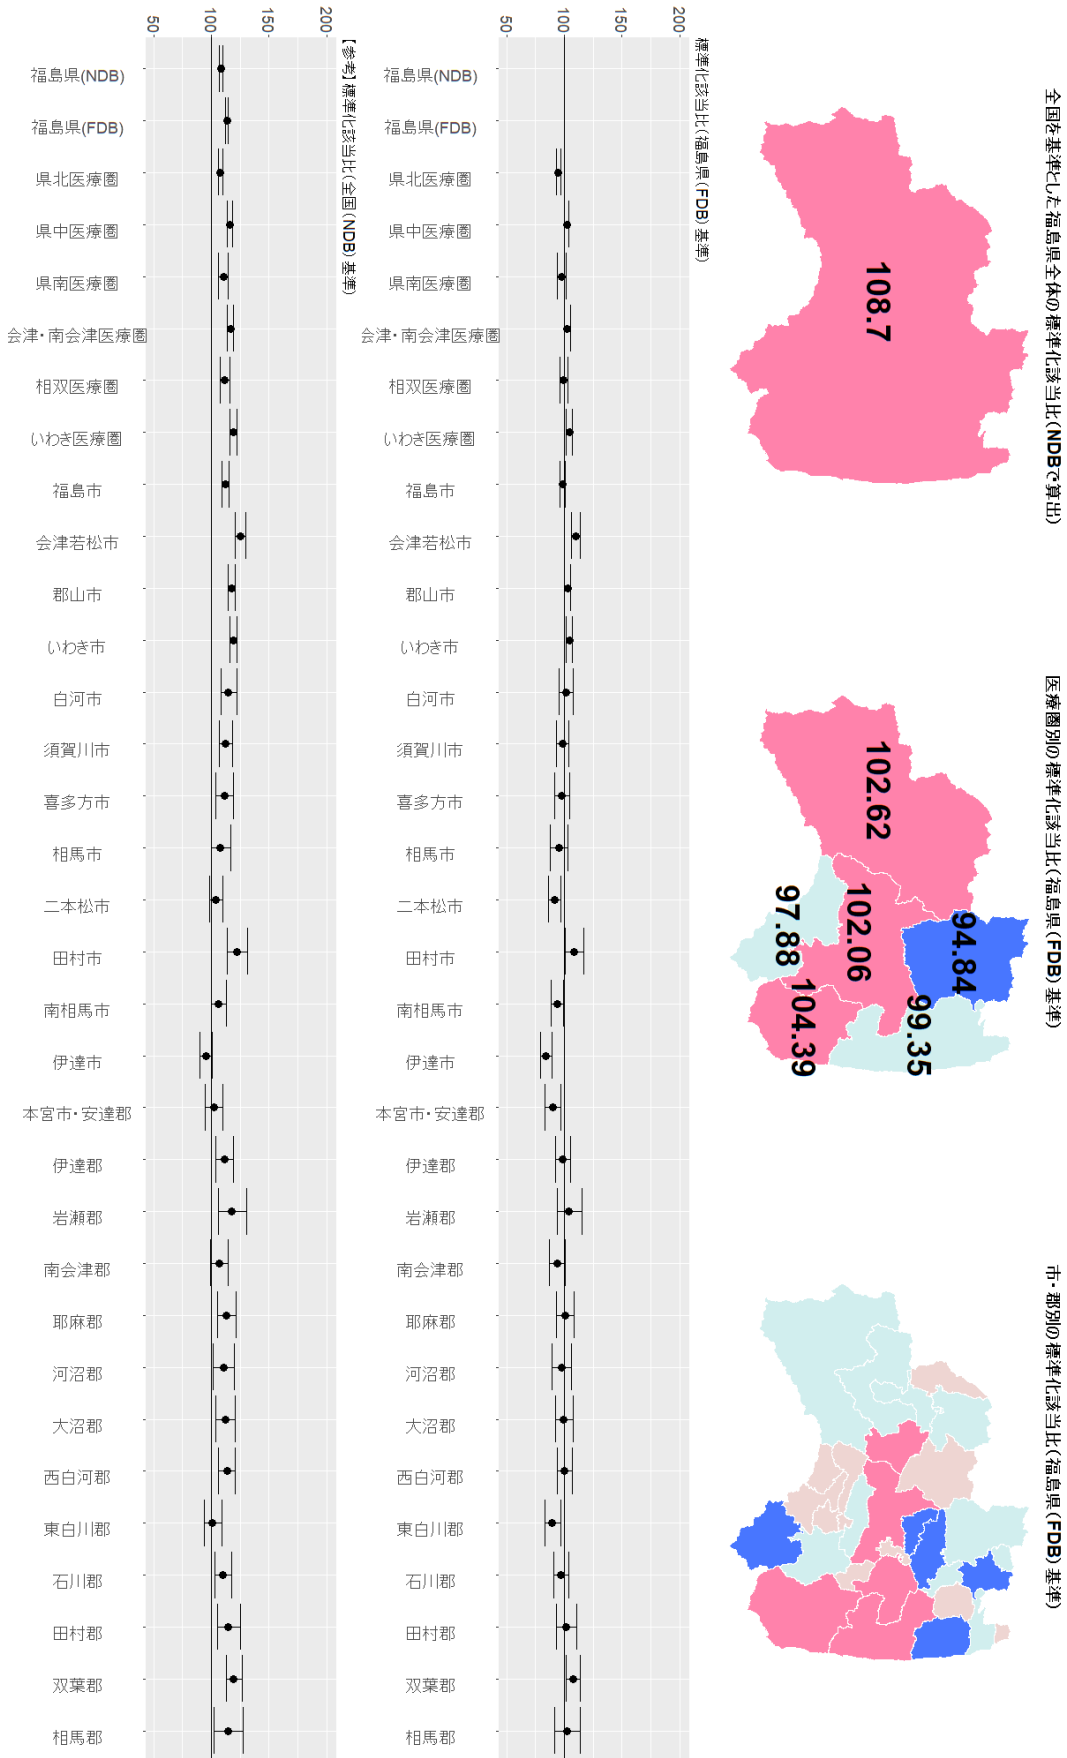 全国を基準とした福島県全体の標準化該当比(NDBで算出)
108.7
医療圏別の標準化該当比(福島県(FDB)基準)
102.62
94.84
102.06
97.88
99.35
104.39
市・郡別の標準化該当比(福島県(FDB)基準)
標準化該当比(福島県(FDB)基準)
200
150
100
50
福島県(NDB)
福島県(FDB)
県北医療圏
県中医療圏
県南医療圏
会津・南会津医療圏
相双医療圏
いわき医療圏
福島市
会津若松市
郡山市
いわき市
白河市
須賀川市
喜多方市
相馬市
二本松市
田村市
南相馬市
伊達市
本宮市・安達郡
伊達郡
岩瀬郡
南会津郡
耶麻郡
河沼郡
大沼郡
西白河郡
東白川郡
石川郡
田村郡
双葉郡
相馬郡
【参考】標準化該当比(全国(NDB)基準)
200
150
100
50
福島県(NDB)
福島県(FDB)
県北医療圏
県中医療圏
県南医療圏
会津・南会津医療圏
相双医療圏
いわき医療圏
福島市
会津若松市
郡山市
いわき市
白河市
須賀川市
喜多方市
相馬市
二本松市
田村市
南相馬市
伊達市
本宮市・安達郡
伊達郡
岩瀬郡
南会津郡
耶麻郡
河沼郡
大沼郡
西白河郡
東白川郡
石川郡
田村郡
双葉郡
相馬郡